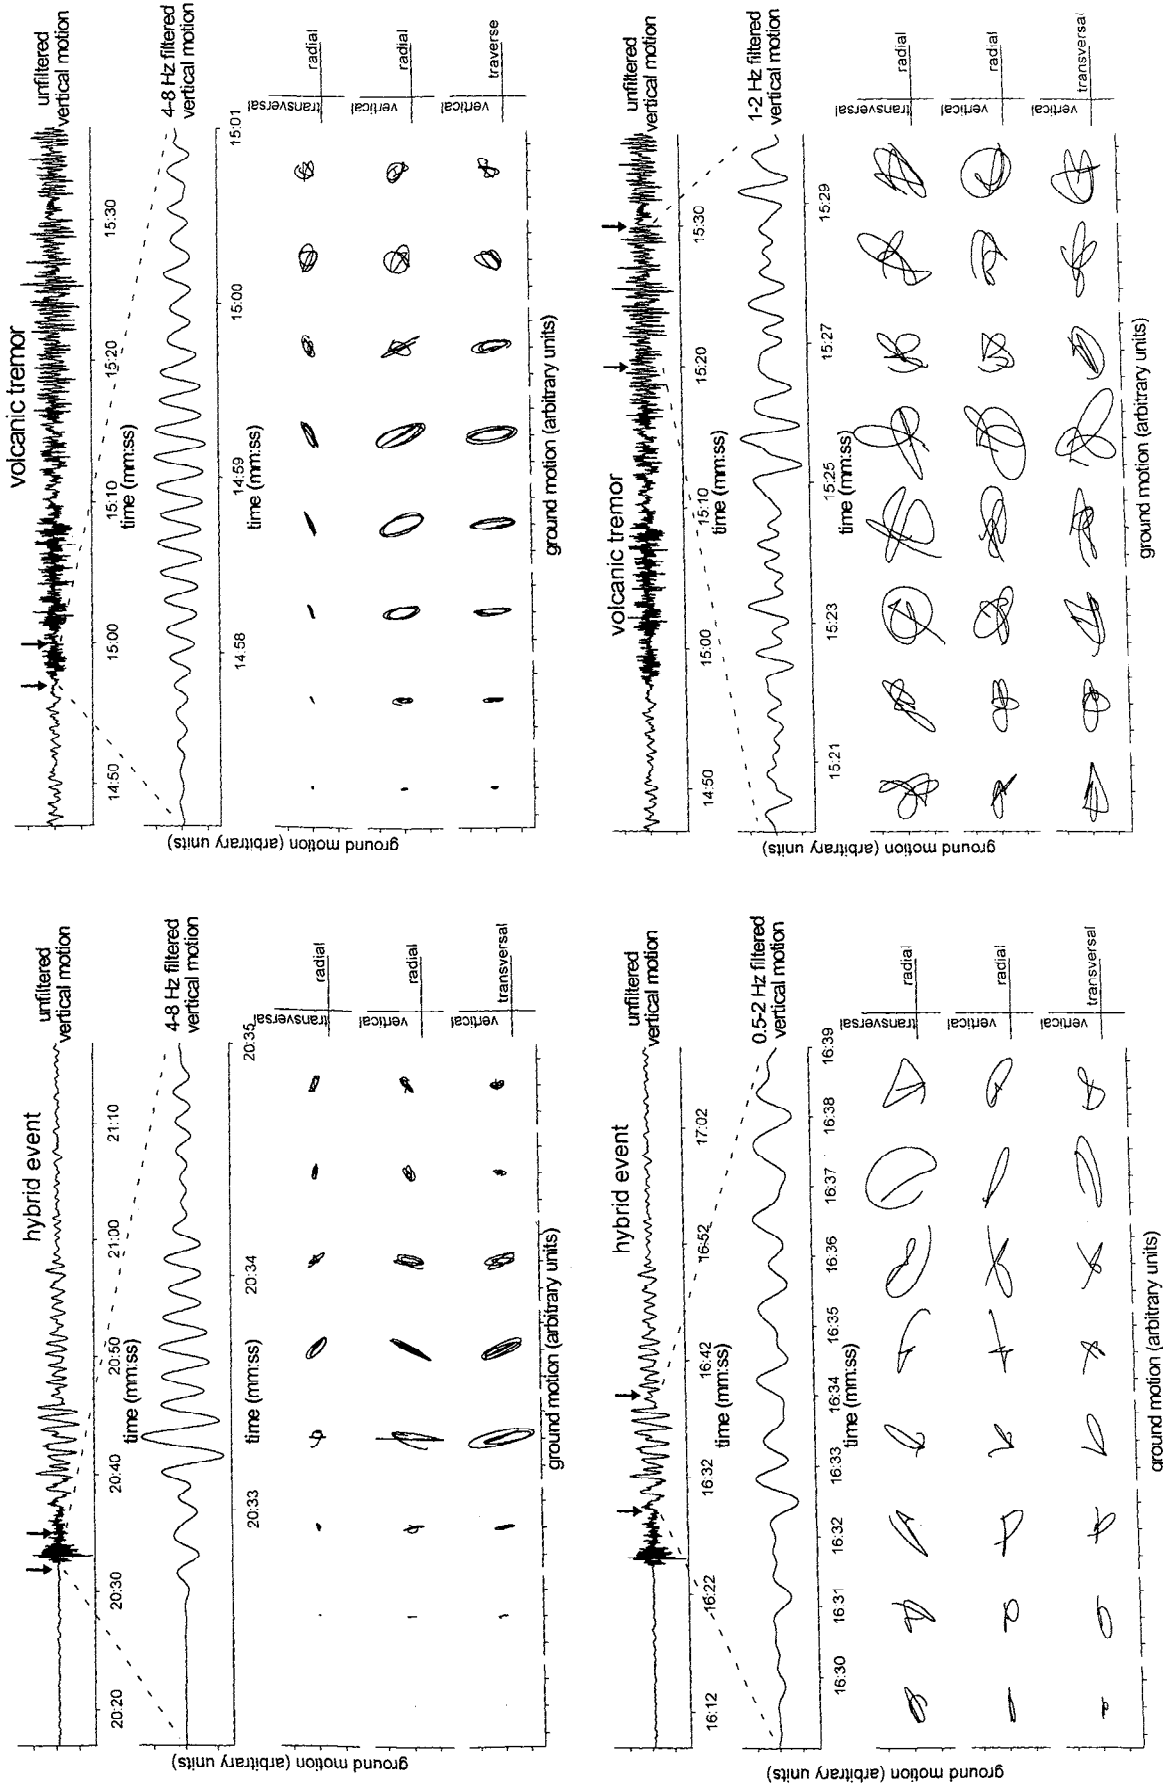 hybrid event
unfiltered
vertical motion
20:20
20:30
20:40
20:50
21:00
21:10
time (mm:ss)
4-8 Hz filtered
vertical motion
20:33
20:34
20:35
time (mm:ss)
transversal
radial
vertical
radial
vertical
transversal
ground motion (arbitrary units)
ground motion (arbitrary units)
volcanic tremor
unfiltered
vertical motion
14:50
15:00
15:10
15:20
15:30
time (mm:ss)
4-8 Hz filtered
vertical motion
14:58
14:59
15:00
15:01
time (mm:ss)
transversal
radial
vertical
radial
vertical
traverse
ground motion (arbitrary units)
ground motion (arbitrary units)
hybrid event
unfiltered
vertical motion
16:12
16:22
16:32
16:42
16:52
17:02
time (mm:ss)
0.5-2 Hz filtered
vertical motion
16:30
16:31
16:32
16:33
16:34
16:35
16:36
16:37
16:38
16:39
time (mm:ss)
transversal
radial
vertical
radial
vertical
transversal
ground motion (arbitrary units)
ground motion (arbitrary units)
volcanic tremor
unfiltered
vertical motion
14:50
15:00
15:10
15:20
15:30
time (mm:ss)
1-2 Hz filtered
vertical motion
15:21
15:23
15:25
15:27
15:29
time (mm:ss)
transversal
radial
vertical
radial
vertical
transversal
ground motion (arbitrary units)
ground motion (arbitrary units)